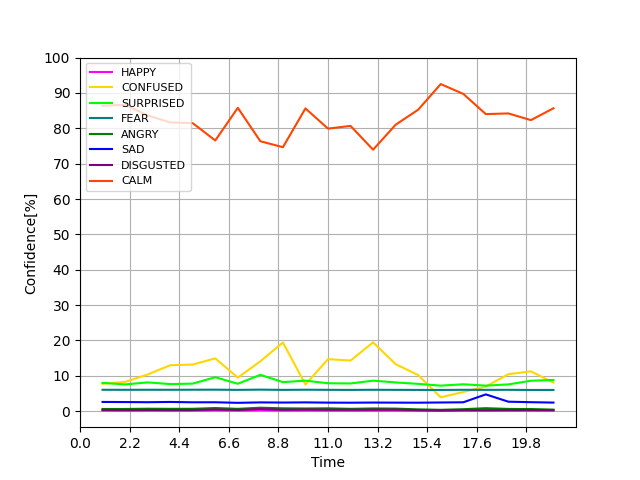 100
90
80
70
60
50
40
30
20
10
0
Confidence[%]
HAPPY
CONFUSED
SURPRISED
FEAR
ANGRY
SAD
DISGUSTED
CALM
0.0 2.2 4.4 6.6 8.8 11.0 13.2 15.4 17.6 19.8
Time